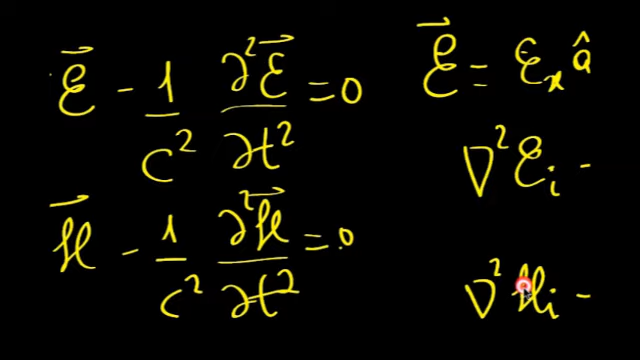 ℰ⃗ − 1/c² ∂²ℰ⃗/∂t² = 0
ℋ⃗ − 1/c² ∂²ℋ⃗/∂t² = 0
ℰ⃗ = ℰₓ â
∇²ℰᵢ −
∇²ℋᵢ −